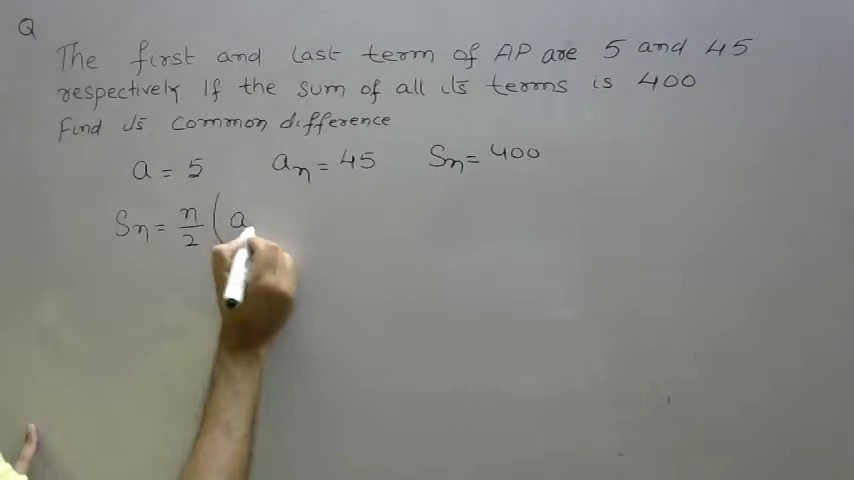 Q
The first and last term of AP are 5 and 45
respectively If the sum of all its terms is 400
Find its common difference
a = 5 aₙ = 45 Sₙ = 400
Sₙ = n/2 ( a